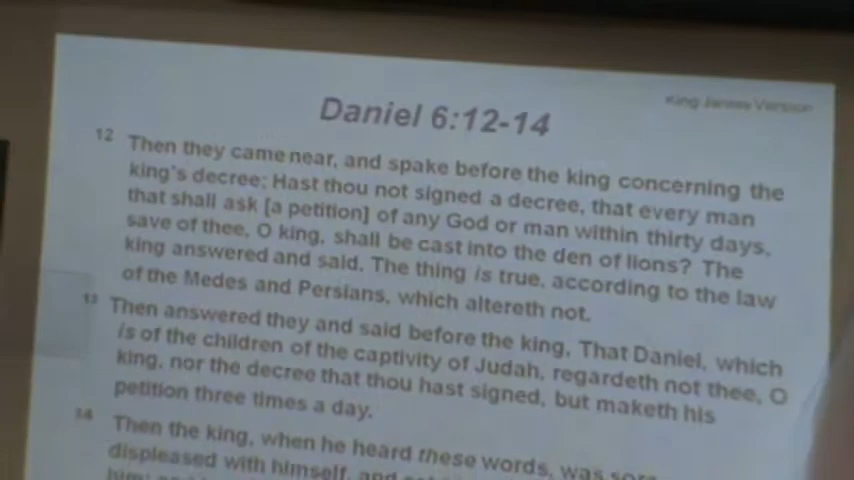 King James Version
Daniel 6:12-14
12 Then they came near, and spake before the king concerning the
king's decree; Hast thou not signed a decree, that every man
that shall ask [a petition] of any God or man within thirty days,
save of thee, O king, shall be cast into the den of lions? The
king answered and said, The thing is true, according to the law
of the Medes and Persians, which altereth not.
13 Then answered they and said before the king, That Daniel, which
is of the children of the captivity of Judah, regardeth not thee, O
king, nor the decree that thou hast signed, but maketh his
petition three times a day.
14 Then the king, when he heard these words, was sore
displeased with himself, and
him: